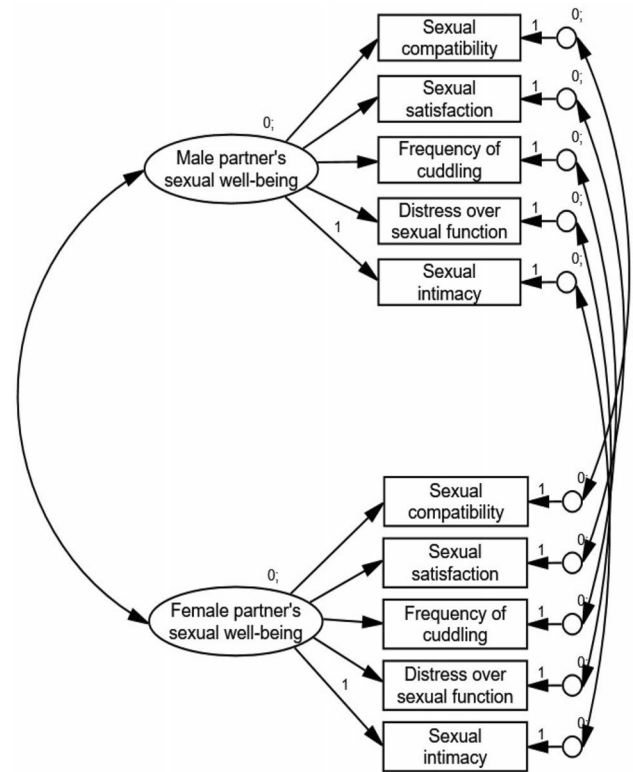 0;
1
Sexual
compatibility
0;
1
Sexual
satisfaction
0;
Male partner's
sexual well-being
0;
1
Frequency of
cuddling
0;
1
Distress over
sexual function
1
0;
1
Sexual
intimacy
0;
1
Sexual
compatibility
0;
1
Sexual
satisfaction
0;
Female partner's
sexual well-being
0;
1
Frequency of
cuddling
0;
1
Distress over
sexual function
1
0;
1
Sexual
intimacy